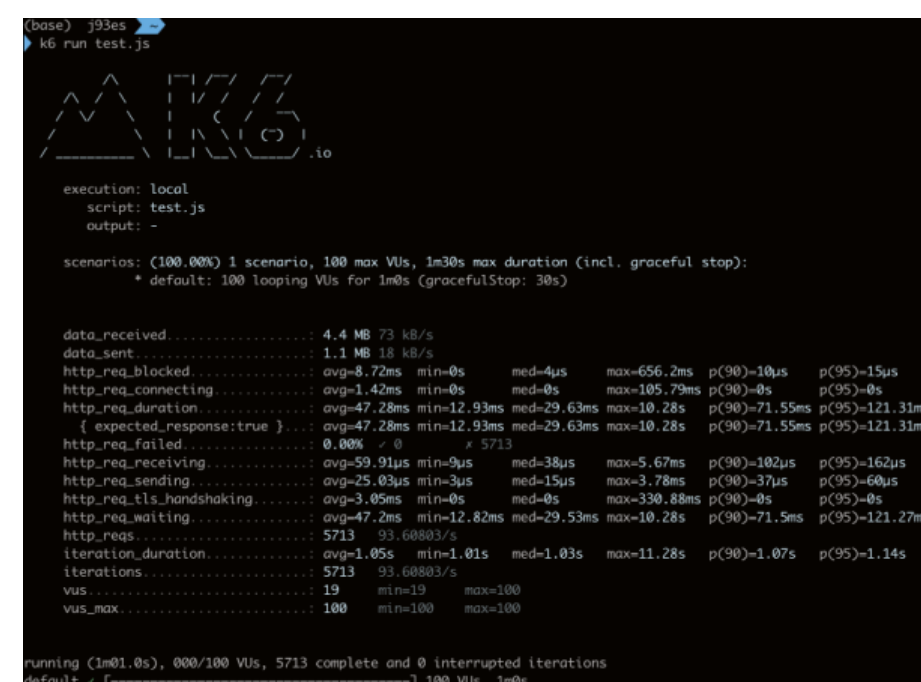 (base) j93es ~
k6 run test.js
.io
execution: local
script: test.js
output: -
scenarios: (100.00%) 1 scenario, 100 max VUs, 1m30s max duration (incl. graceful stop):
* default: 100 looping VUs for 1m0s (gracefulStop: 30s)
data_received..................: 4.4 MB 73 kB/s
data_sent......................: 1.1 MB 18 kB/s
http_req_blocked...............: avg=8.72ms min=0s med=4µs max=656.2ms p(90)=10µs p(95)=15µs
http_req_connecting............: avg=1.42ms min=0s med=0s max=105.79ms p(90)=0s p(95)=0s
http_req_duration..............: avg=47.28ms min=12.93ms med=29.63ms max=10.28s p(90)=71.55ms p(95)=121.31m
{ expected_response:true }...: avg=47.28ms min=12.93ms med=29.63ms max=10.28s p(90)=71.55ms p(95)=121.31m
http_req_failed................: 0.00% ✓ 0 ✗ 5713
http_req_receiving.............: avg=59.91µs min=9µs med=38µs max=5.67ms p(90)=102µs p(95)=162µs
http_req_sending...............: avg=25.03µs min=3µs med=15µs max=3.78ms p(90)=37µs p(95)=60µs
http_req_tls_handshaking.......: avg=3.05ms min=0s med=0s max=330.88ms p(90)=0s p(95)=0s
http_req_waiting...............: avg=47.2ms min=12.82ms med=29.53ms max=10.28s p(90)=71.5ms p(95)=121.27m
http_reqs......................: 5713 93.60803/s
iteration_duration.............: avg=1.05s min=1.01s med=1.03s max=11.28s p(90)=1.07s p(95)=1.14s
iterations.....................: 5713 93.60803/s
vus............................: 19 min=19 max=100
vus_max........................: 100 min=100 max=100
running (1m01.0s), 000/100 VUs, 5713 complete and 0 interrupted iterations
default ✓ [======================================] 100 VUs 1m0s